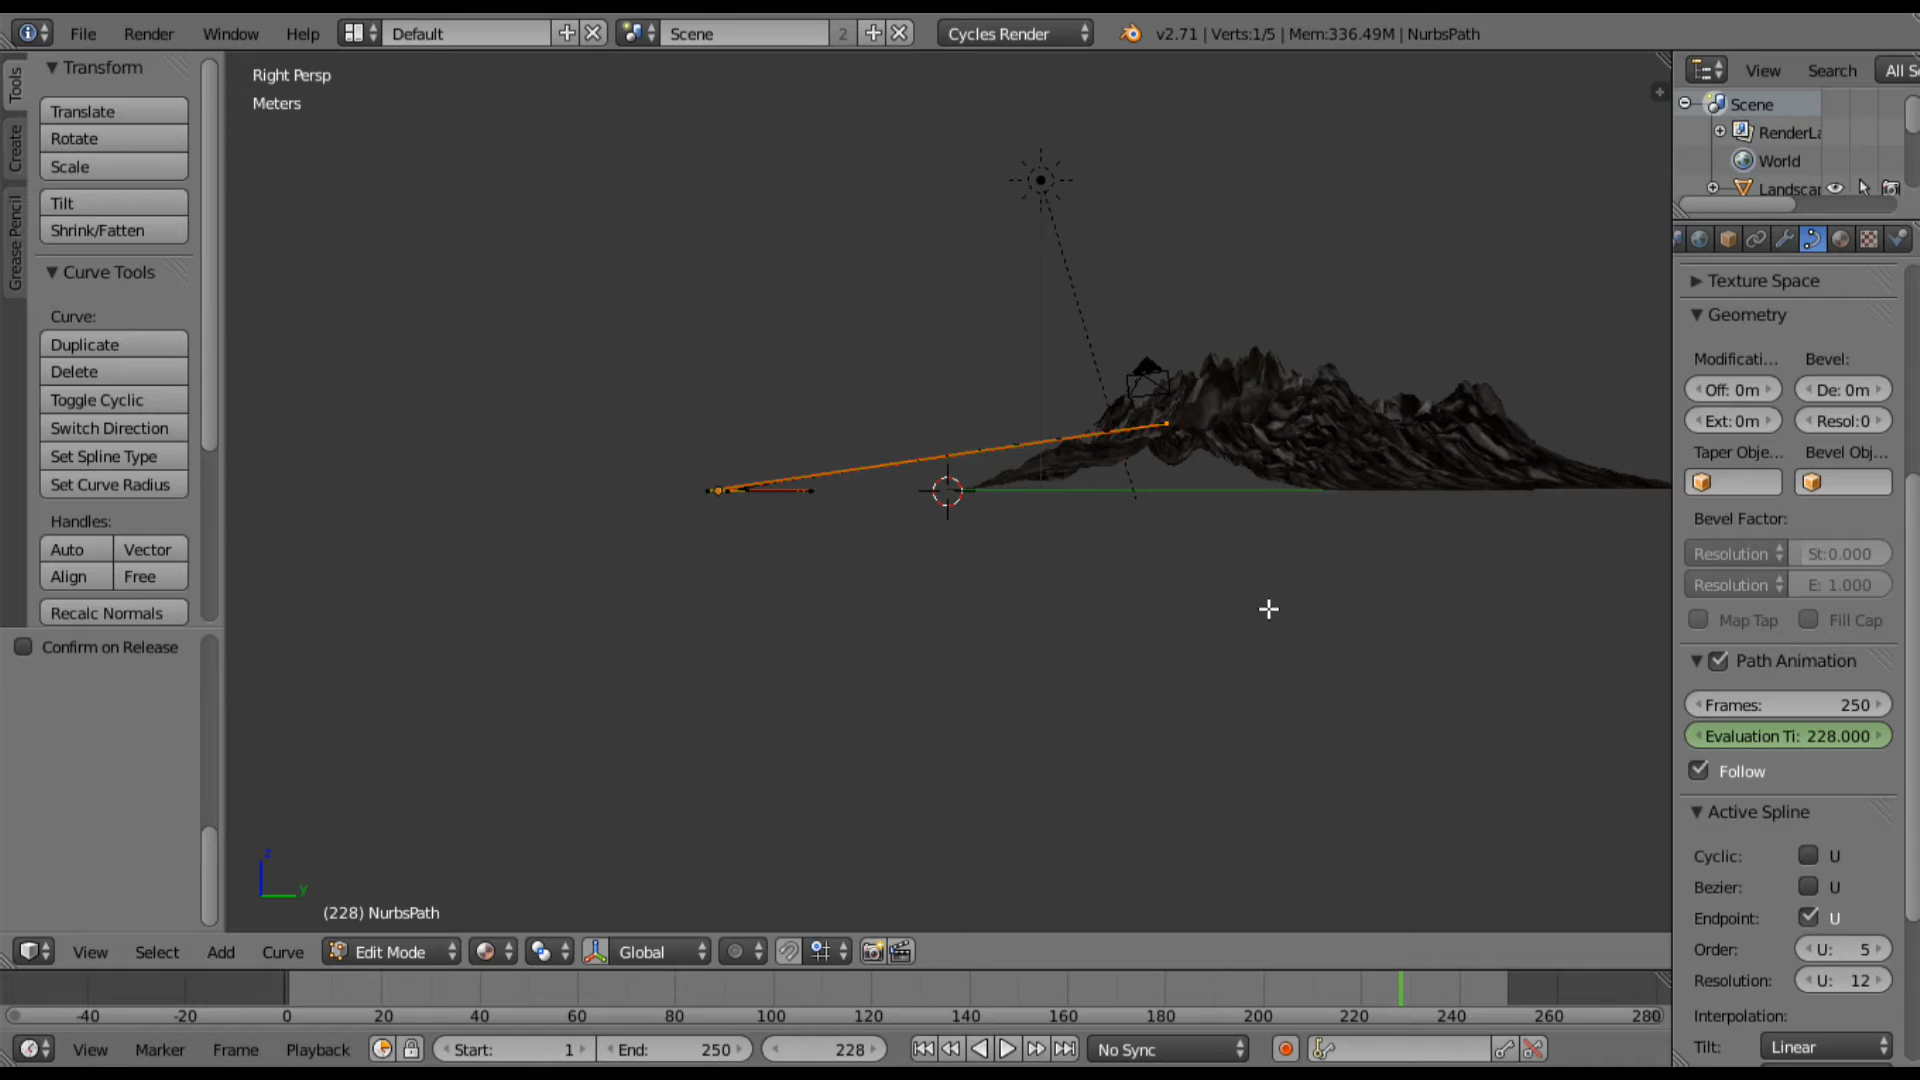 File Render Window Help Default Scene 2 Cycles Render v2.71 | Verts:1/5 | Mem:336.49M | NurbsPath
Tools
Create
Grease Pencil
Transform
Translate
Rotate
Scale
Tilt
Shrink/Fatten
Curve Tools
Curve:
Duplicate
Delete
Toggle Cyclic
Switch Direction
Set Spline Type
Set Curve Radius
Handles:
Auto Vector
Align Free
Recalc Normals
Confirm on Release
Right Persp
Meters
z
y
(228) NurbsPath
View Search All S
Scene
RenderLa
World
Landscap
Texture Space
Geometry
Modificati... Bevel:
Off: 0m De: 0m
Ext: 0m Resol:0
Taper Obje... Bevel Obj...
Bevel Factor:
Resolution St:0.000
Resolution E: 1.000
Map Tap Fill Cap
Path Animation
Frames: 250
Evaluation Ti: 228.000
Follow
Active Spline
Cyclic: U
Bezier: U
Endpoint: U
Order: U: 5
Resolution: U: 12
Interpolation:
Tilt: Linear
View Select Add Curve Edit Mode Global
-40 -20 0 20 40 60 80 100 120 140 160 180 200 220 240 260 280
View Marker Frame Playback Start: 1 End: 250 228 No Sync